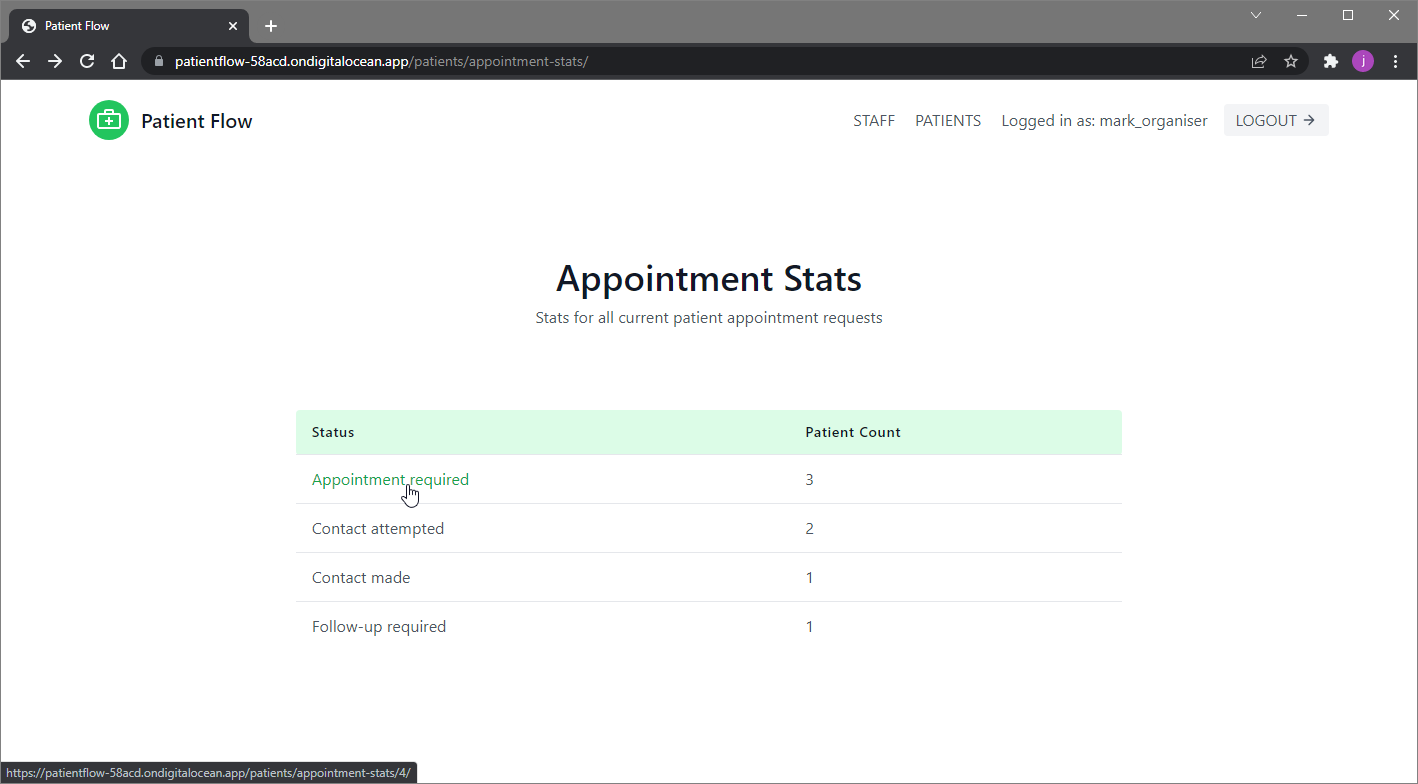 Patient Flow
patientflow-58acd.ondigitalocean.app/patients/appointment-stats/
j
Patient Flow
STAFF PATIENTS Logged in as: mark_organiser LOGOUT →
Appointment Stats
Stats for all current patient appointment requests
Status Patient Count
Appointment required 3
Contact attempted 2
Contact made 1
Follow-up required 1
https://patientflow-58acd.ondigitalocean.app/patients/appointment-stats/4/